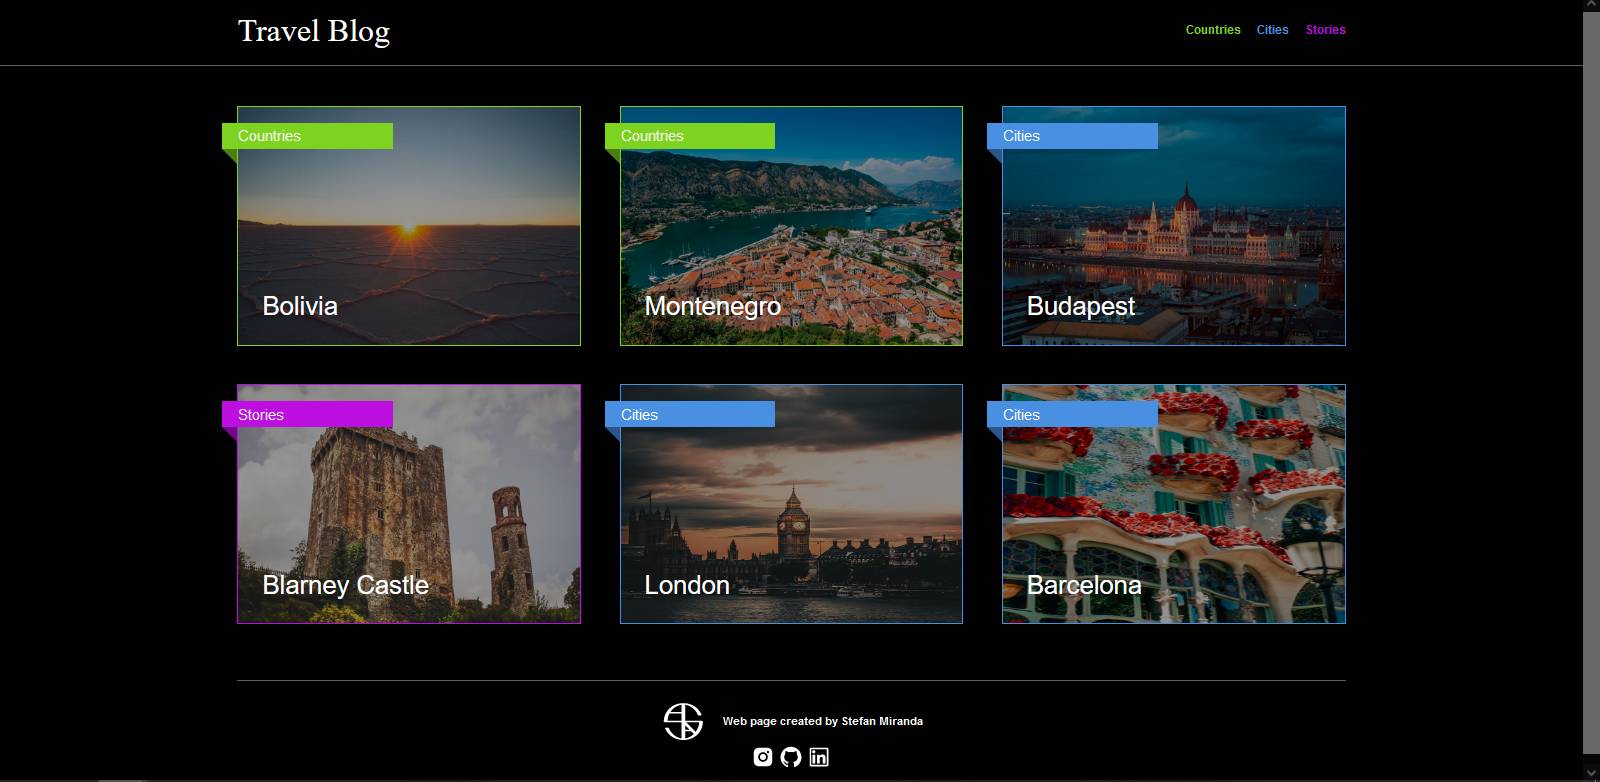 Travel Blog
Countries Cities Stories
Countries
Bolivia
Countries
Montenegro
Cities
Budapest
Stories
Blarney Castle
Cities
London
Cities
Barcelona
Web page created by Stefan Miranda
in